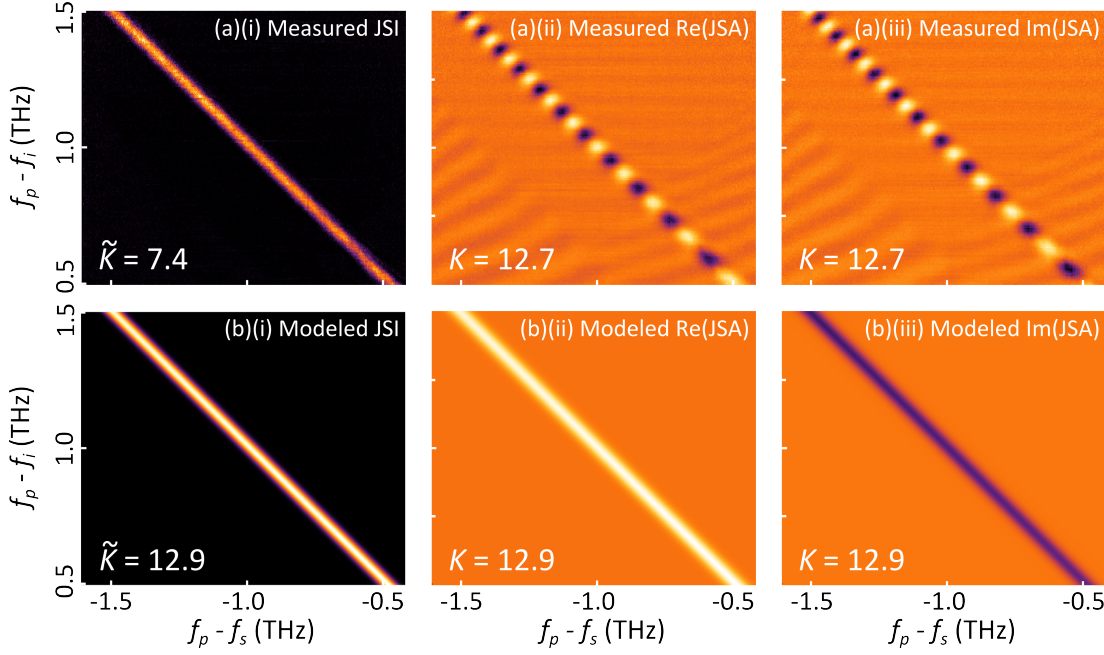 (a)(i) Measured JSI
(a)(ii) Measured Re(JSA)
(a)(iii) Measured Im(JSA)
1.5
1.0
0.5
f_p - f_i (THz)
K̃ = 7.4
K = 12.7
K = 12.7
(b)(i) Modeled JSI
(b)(ii) Modeled Re(JSA)
(b)(iii) Modeled Im(JSA)
1.5
1.0
0.5
f_p - f_i (THz)
K̃ = 12.9
K = 12.9
K = 12.9
-1.5 -1.0 -0.5
-1.5 -1.0 -0.5
-1.5 -1.0 -0.5
f_p - f_s (THz)
f_p - f_s (THz)
f_p - f_s (THz)